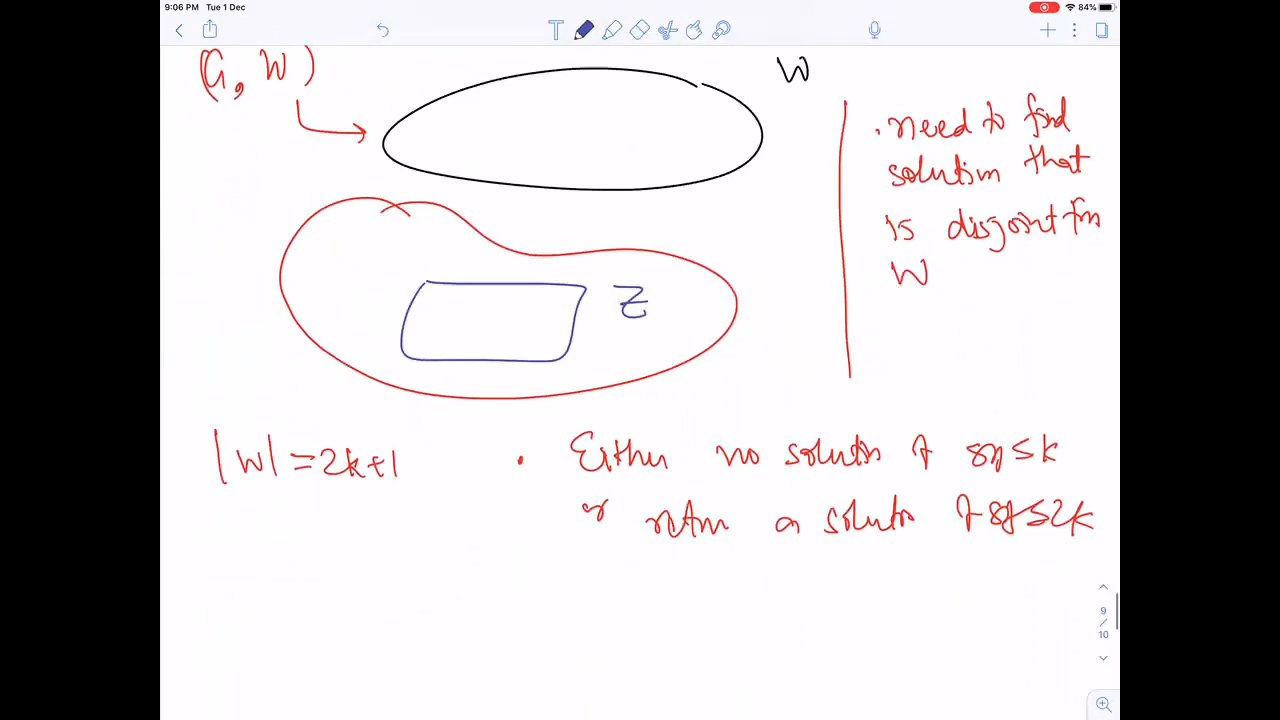 9:06 PM Tue 1 Dec
84%
T
(G, W)
W
. need to find
solution that
is disjoint from
W
Z
|W| = 2k+1
. Either no solution of size ≤ k
or return a solution of size ≤ 2k
9
/
10